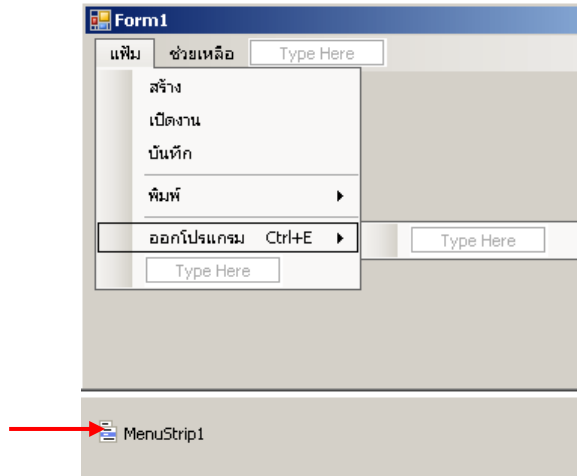 Form1
แฟ้ม ช่วยเหลือ Type Here
สร้าง
เปิดงาน
บันทึก
พิมพ์
ออกโปรแกรม Ctrl+E Type Here
Type Here
MenuStrip1